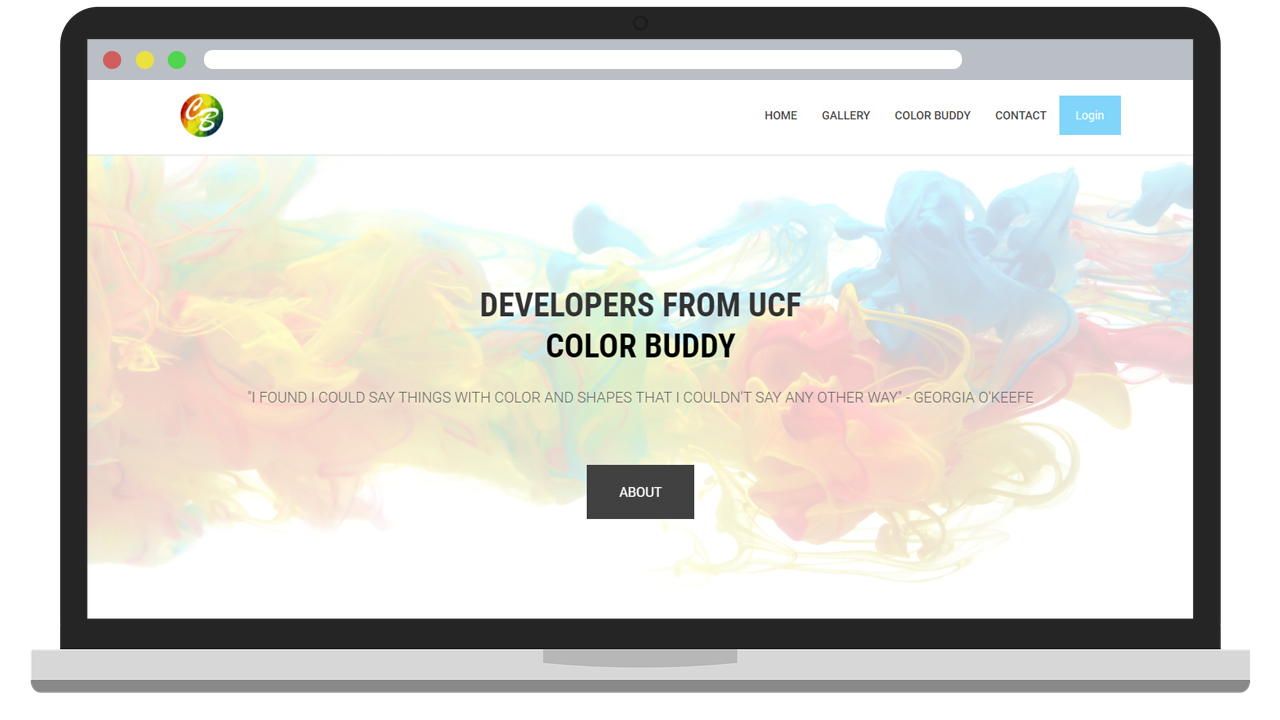 CB
HOME GALLERY COLOR BUDDY CONTACT Login
DEVELOPERS FROM UCF
COLOR BUDDY
"I FOUND I COULD SAY THINGS WITH COLOR AND SHAPES THAT I COULDN'T SAY ANY OTHER WAY" - GEORGIA O'KEEFE
ABOUT